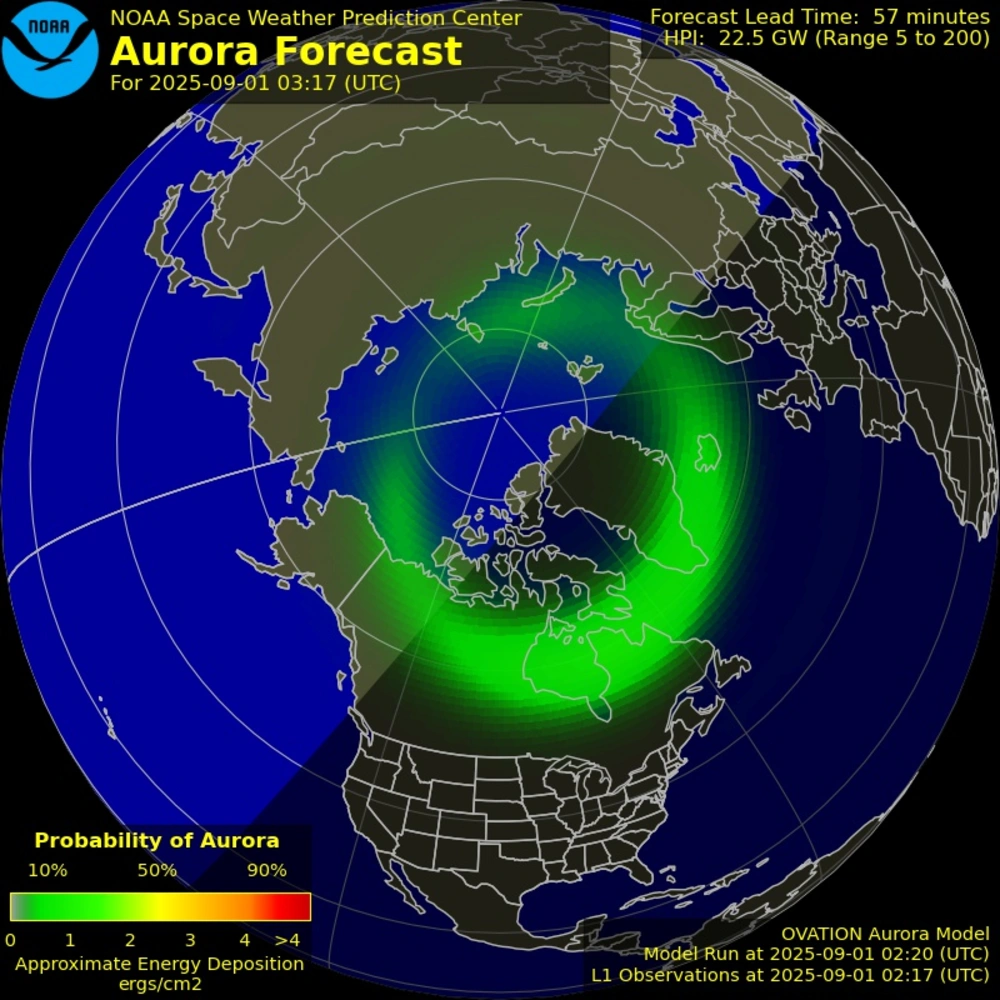 NOAA
NOAA Space Weather Prediction Center
Aurora Forecast
For 2025-09-01 03:17 (UTC)
Forecast Lead Time: 57 minutes
HPI: 22.5 GW (Range 5 to 200)
Probability of Aurora
10% 50% 90%
0 1 2 3 4 >4
Approximate Energy Deposition
ergs/cm2
OVATION Aurora Model
Model Run at 2025-09-01 02:20 (UTC)
L1 Observations at 2025-09-01 02:17 (UTC)